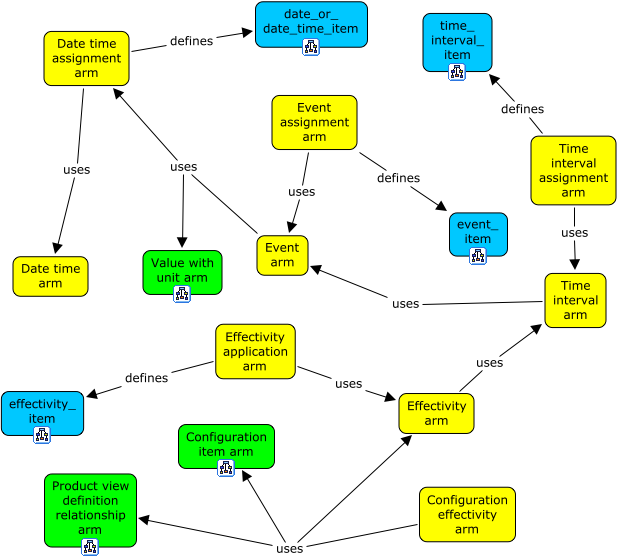 date_or_
date_time_item
time_
interval_
item
Date time
assignment
arm
defines
Event
assignment
arm
defines
Time
interval
assignment
arm
uses
uses
defines
uses
event_
item
uses
Date time
arm
Value with
unit arm
Event
arm
Time
interval
arm
uses
Effectivity
application
arm
uses
defines
uses
effectivity_
item
Effectivity
arm
Configuration
item arm
Product view
definition
relationship
arm
Configuration
effectivity
arm
uses